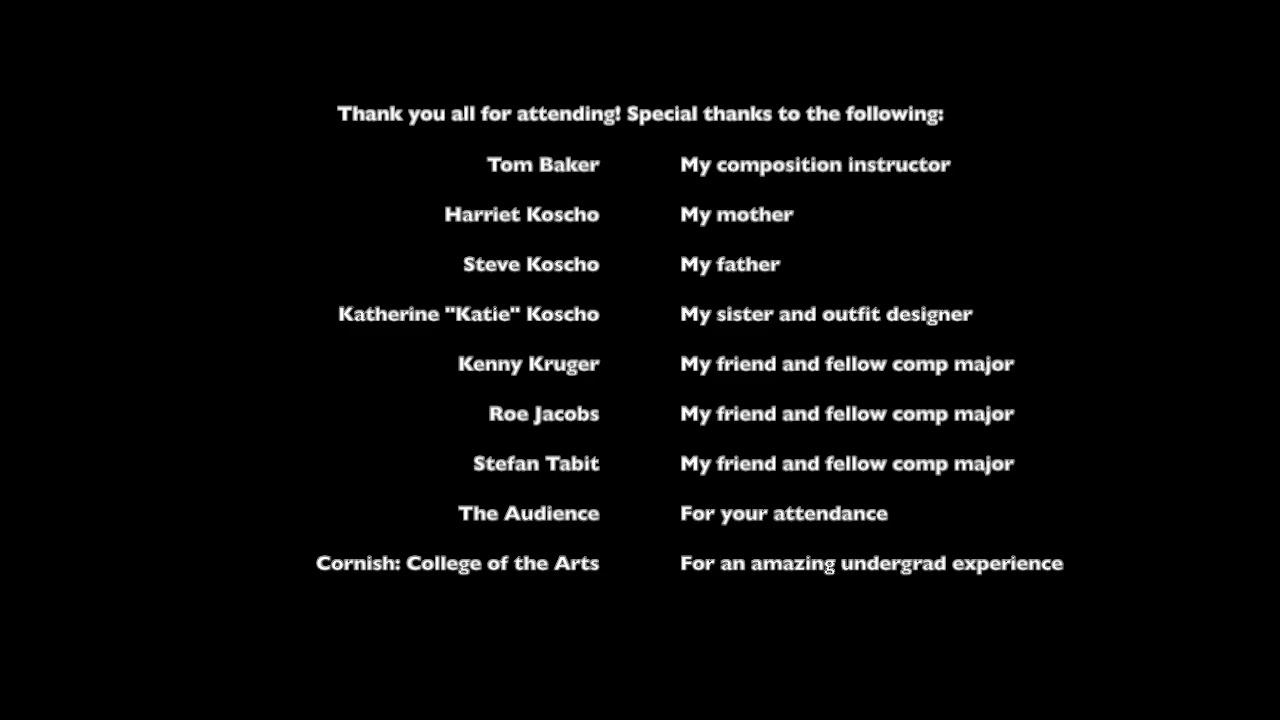 Thank you all for attending! Special thanks to the following:
Tom Baker My composition instructor
Harriet Koscho My mother
Steve Koscho My father
Katherine "Katie" Koscho My sister and outfit designer
Kenny Kruger My friend and fellow comp major
Roe Jacobs My friend and fellow comp major
Stefan Tabit My friend and fellow comp major
The Audience For your attendance
Cornish: College of the Arts For an amazing undergrad experience